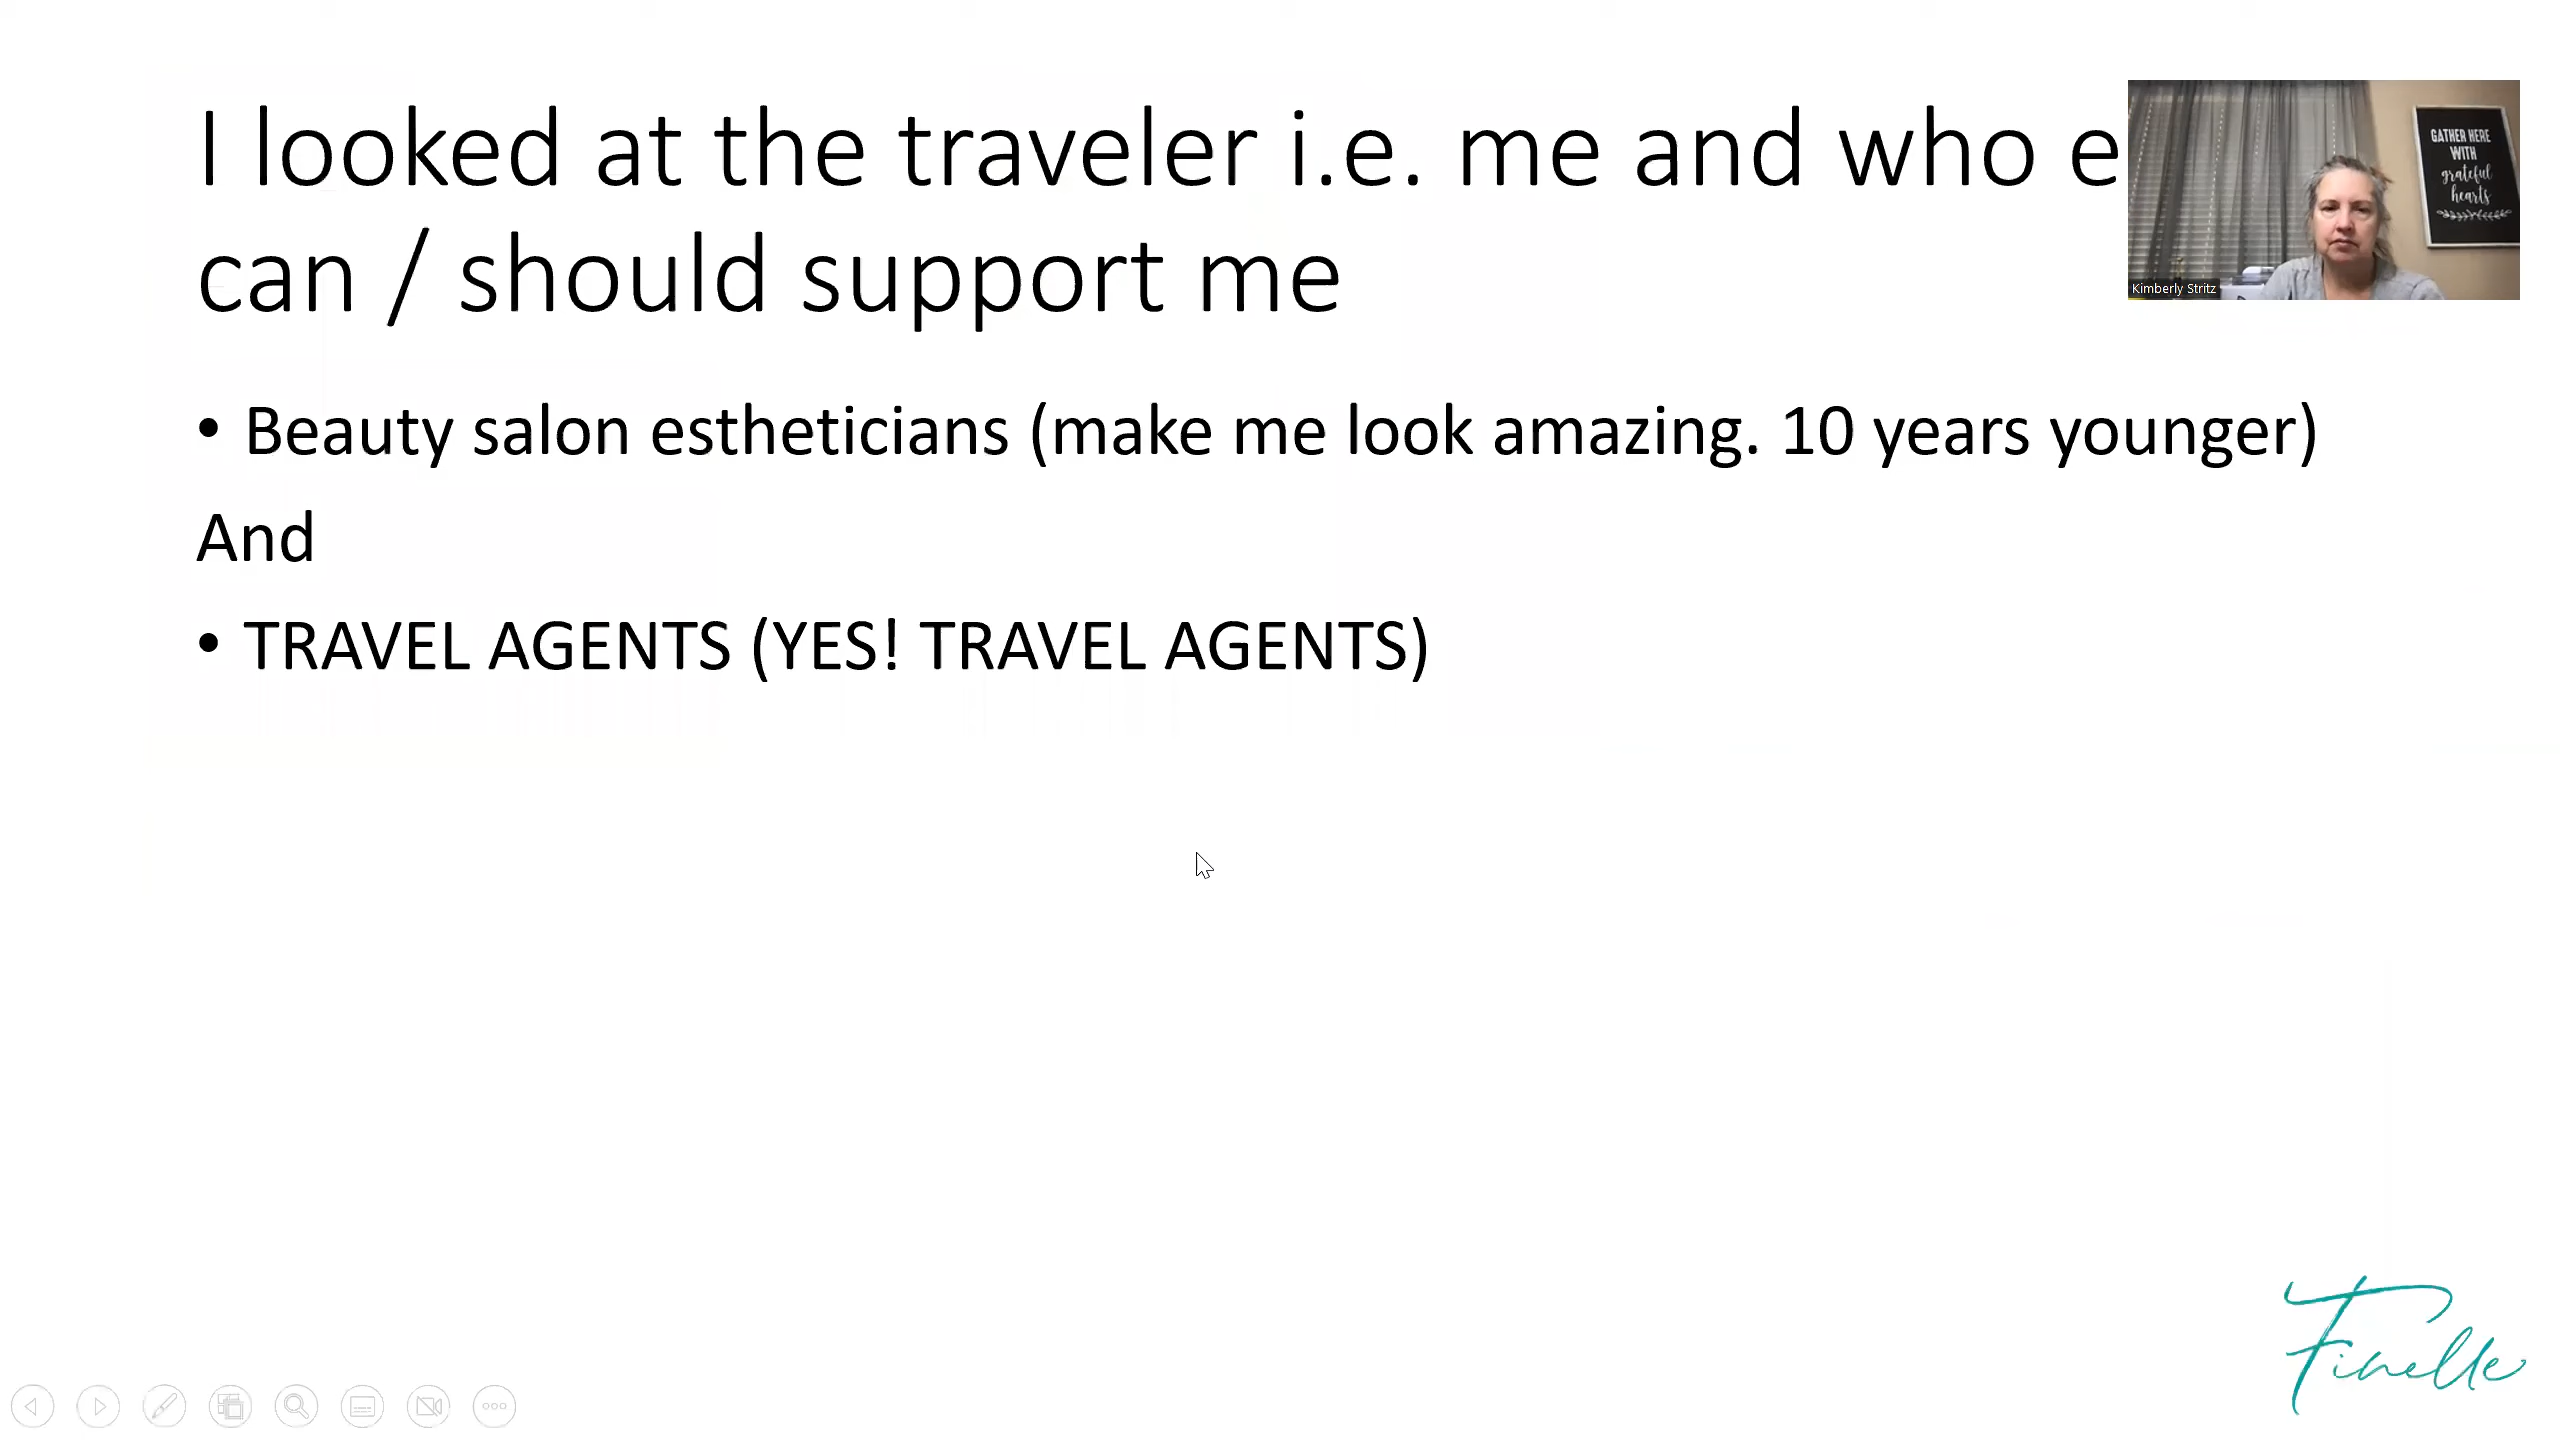 I looked at the traveler i.e. me and who e
can / should support me
GATHER HERE
WITH
grateful
hearts
Kimberly Stritz
• Beauty salon estheticians (make me look amazing. 10 years younger)
And
• TRAVEL AGENTS (YES! TRAVEL AGENTS)
Finelle